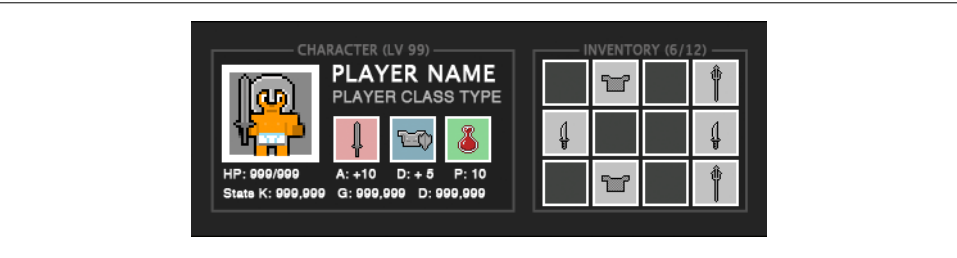 CHARACTER (LV 99)
PLAYER NAME
PLAYER CLASS TYPE
HP: 999/999 A: +10 D: + 5 P: 10
State K: 999,999 G: 999,999 D: 999,999
INVENTORY (6/12)